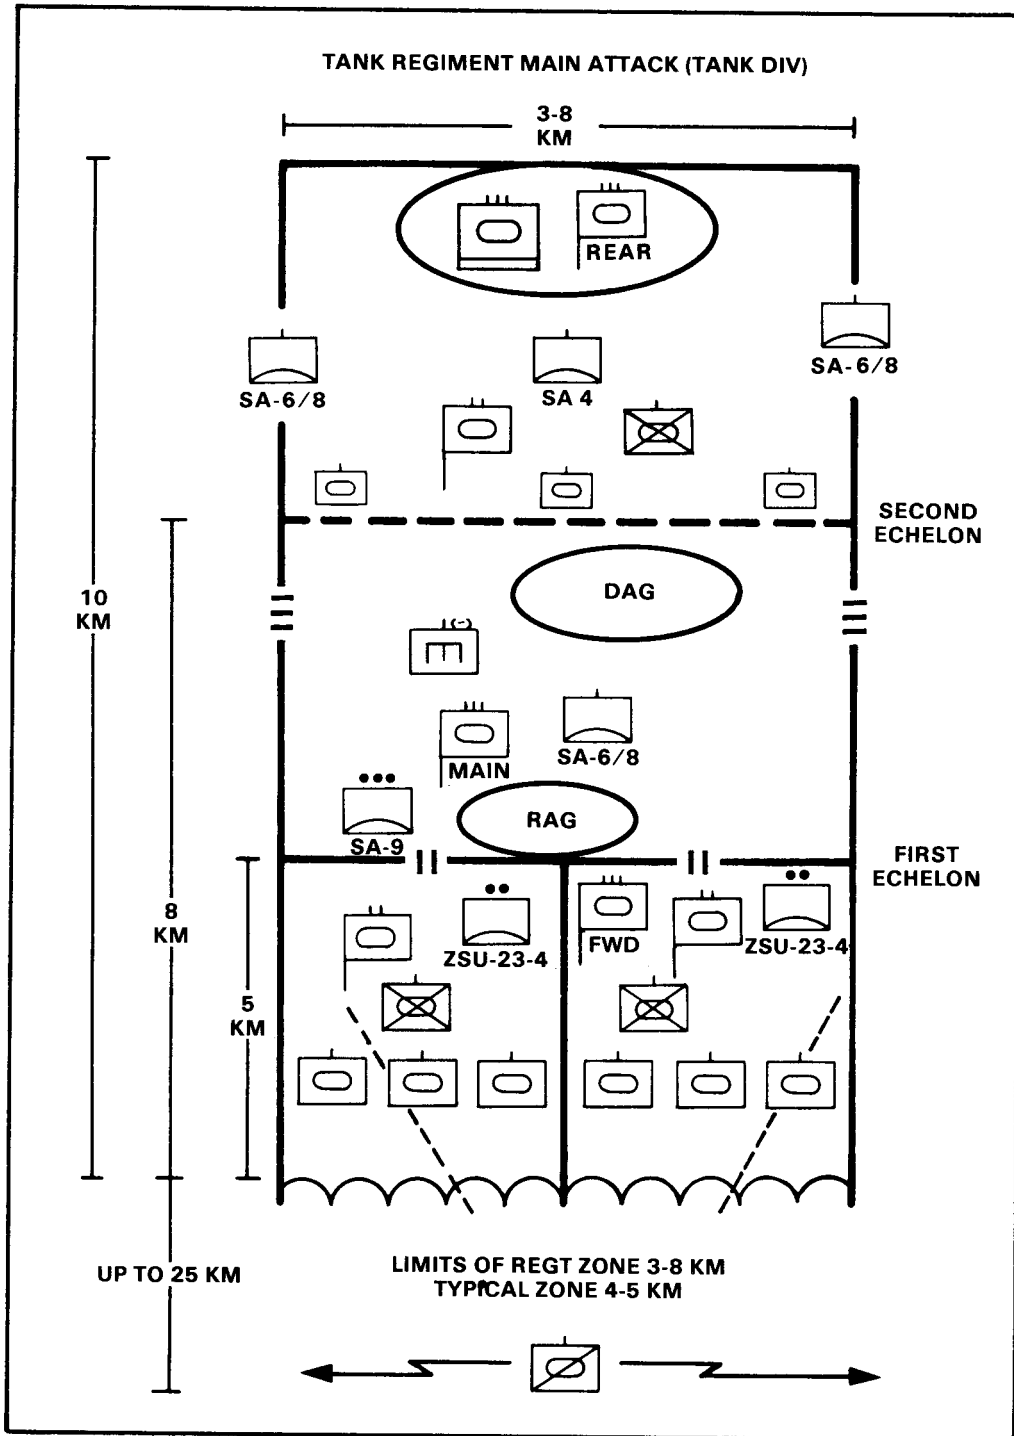 TANK REGIMENT MAIN ATTACK (TANK DIV)
3-8
KM
REAR
SA-6/8
SA-6/8
SA 4
SECOND
ECHELON
DAG
10
KM
(-)
MAIN
SA-6/8
RAG
SA-9
FIRST
ECHELON
8
KM
ZSU-23-4
FWD
ZSU-23-4
5
KM
UP TO 25 KM
LIMITS OF REGT ZONE 3-8 KM
TYPICAL ZONE 4-5 KM